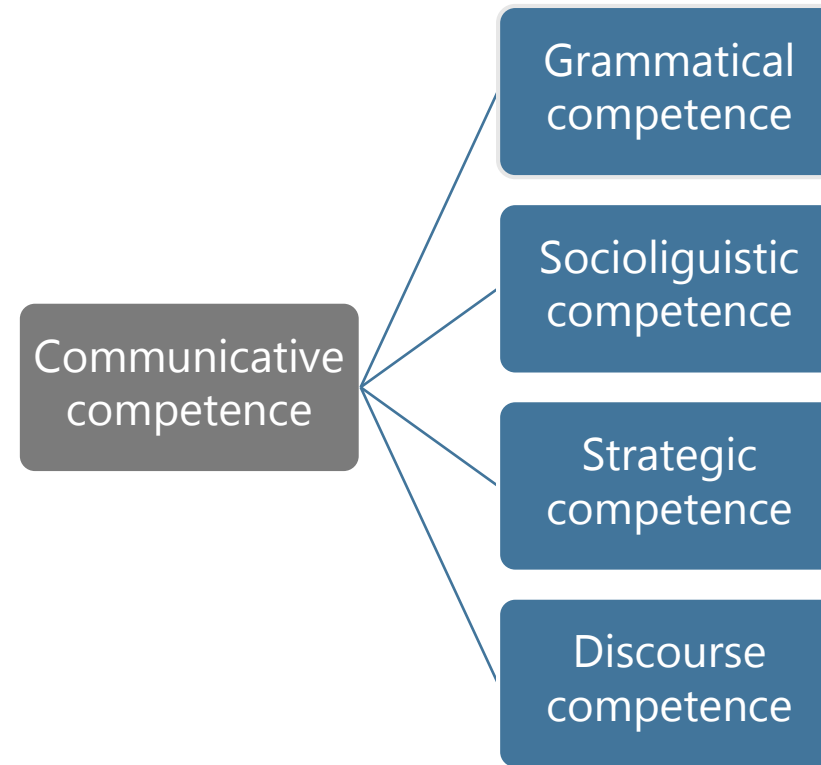 Communicative
competence
Grammatical
competence
Socioliguistic
competence
Strategic
competence
Discourse
competence